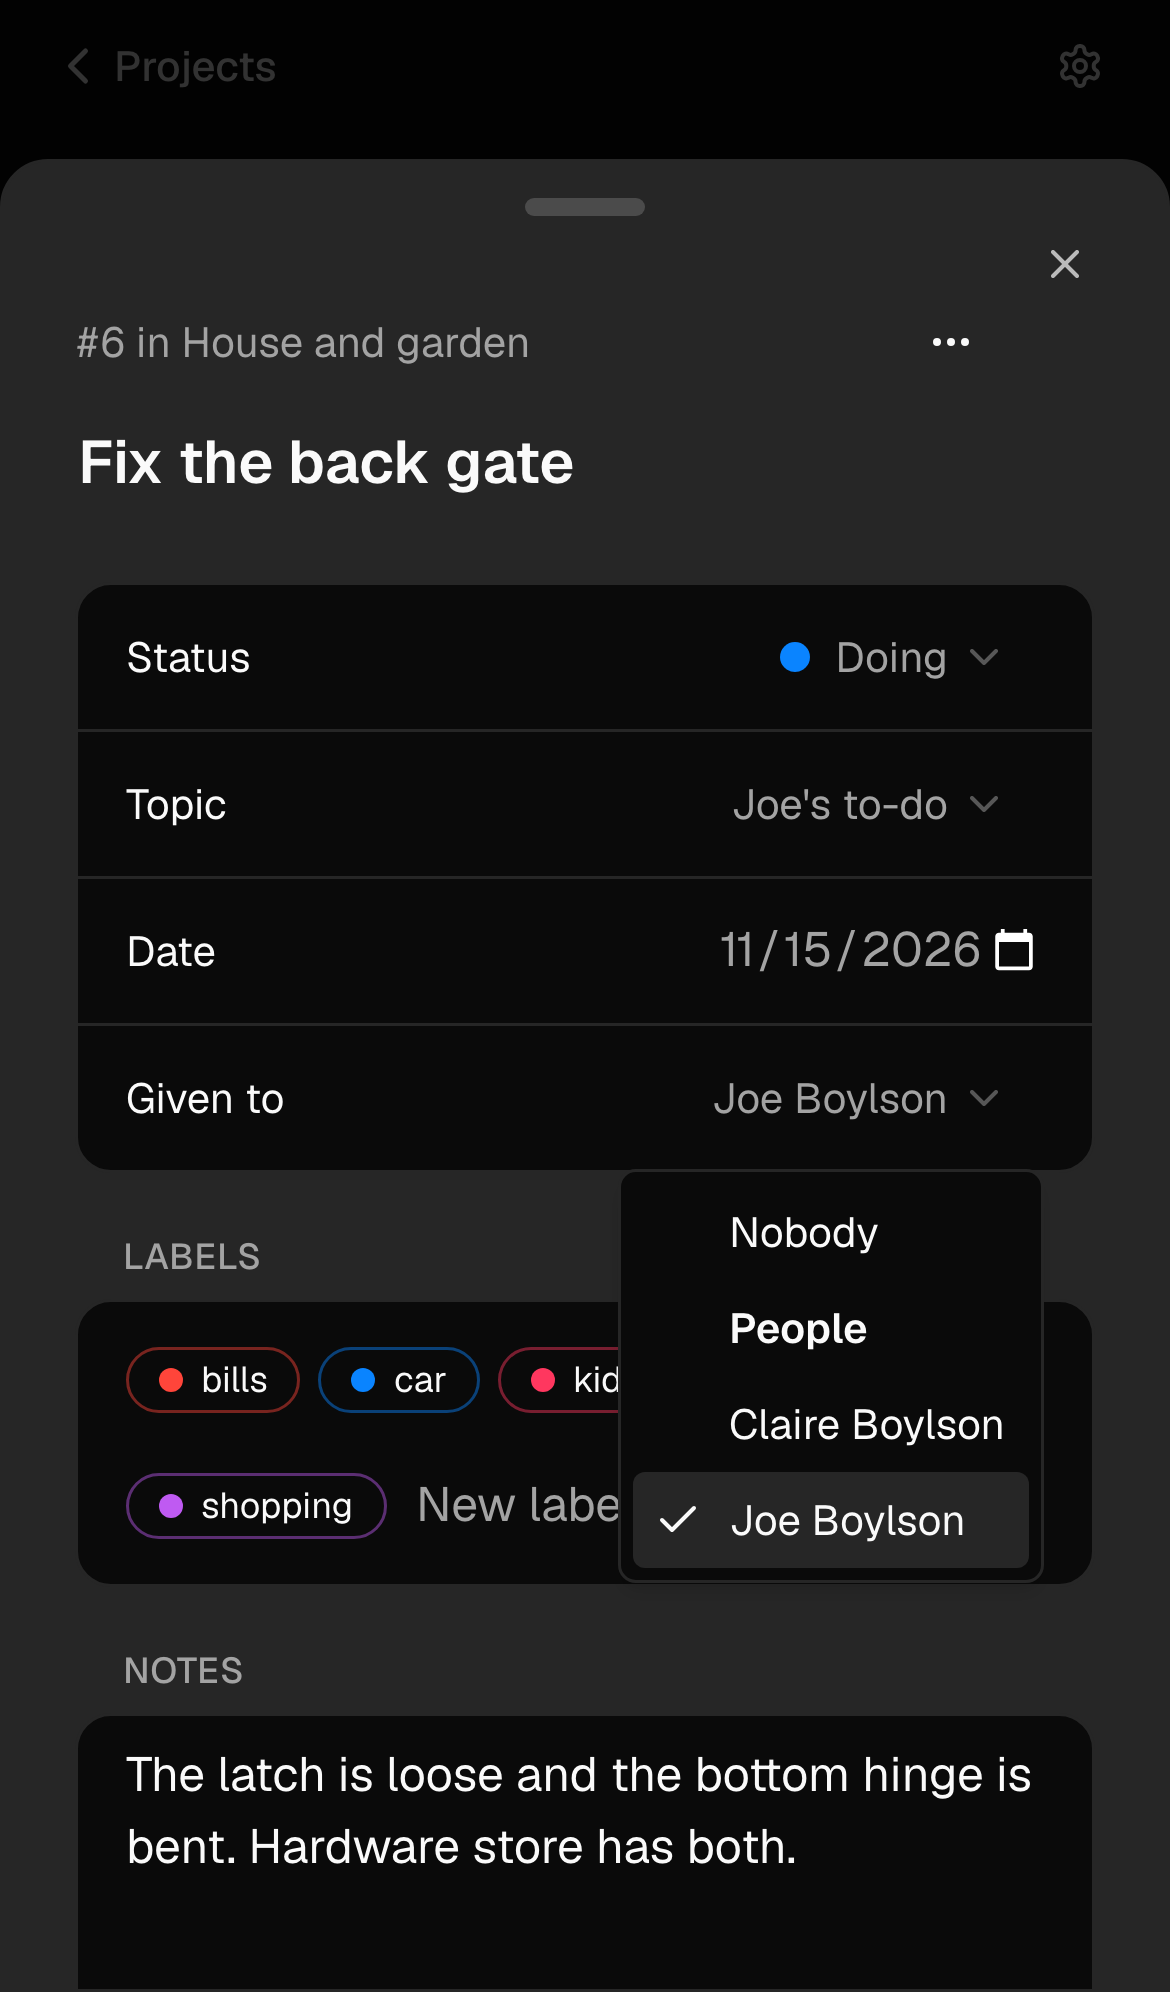 Projects
#6 in House and garden
Fix the back gate
Status Doing
Topic Joe's to-do
Date 11/15/2026
Given to Joe Boylson
Nobody
People
Claire Boylson
Joe Boylson
LABELS
bills car
shopping New
NOTES
The latch is loose and the bottom hinge is
bent. Hardware store has both.